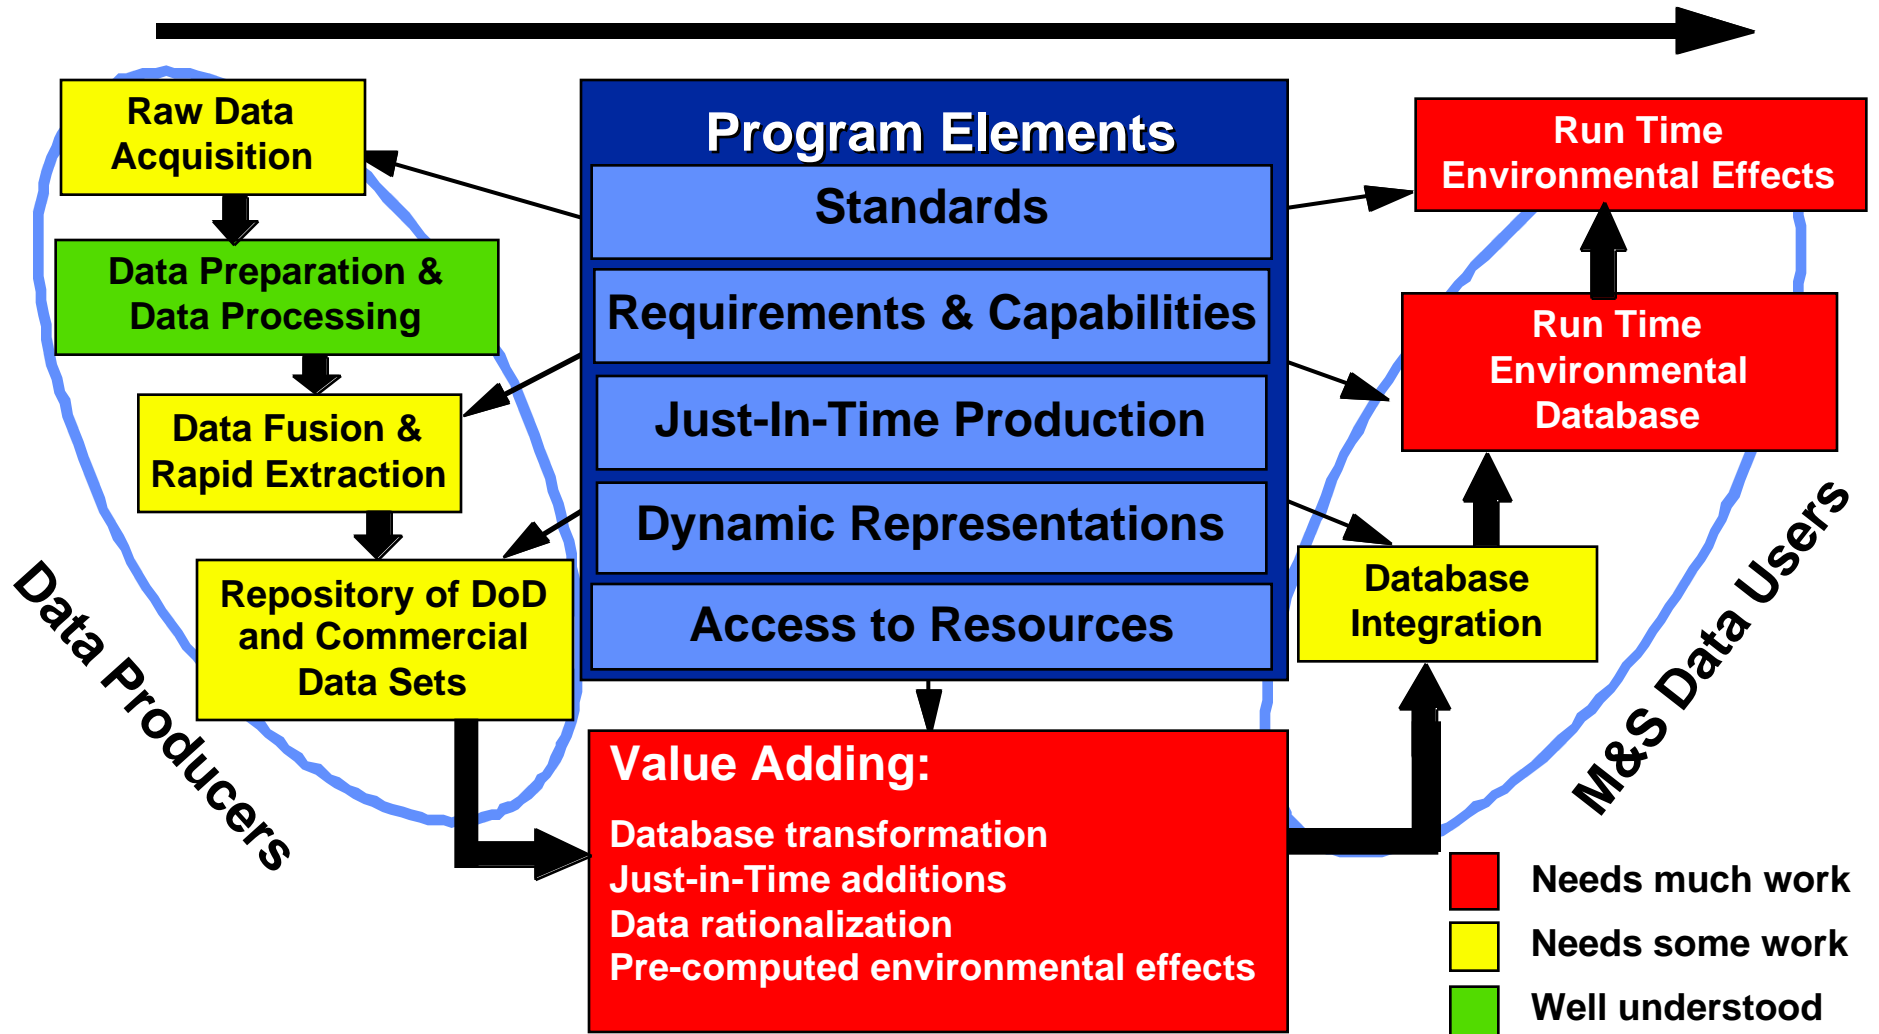 Raw Data
Acquisition
Data Preparation &
Data Processing
Data Fusion &
Rapid Extraction
Repository of DoD
and Commercial
Data Sets
Data Producers
Program Elements
Standards
Requirements & Capabilities
Just-In-Time Production
Dynamic Representations
Access to Resources
Value Adding:
Database transformation
Just-in-Time additions
Data rationalization
Pre-computed environmental effects
Run Time
Environmental Effects
Run Time
Environmental
Database
Database
Integration
M&S Data Users
Needs much work
Needs some work
Well understood